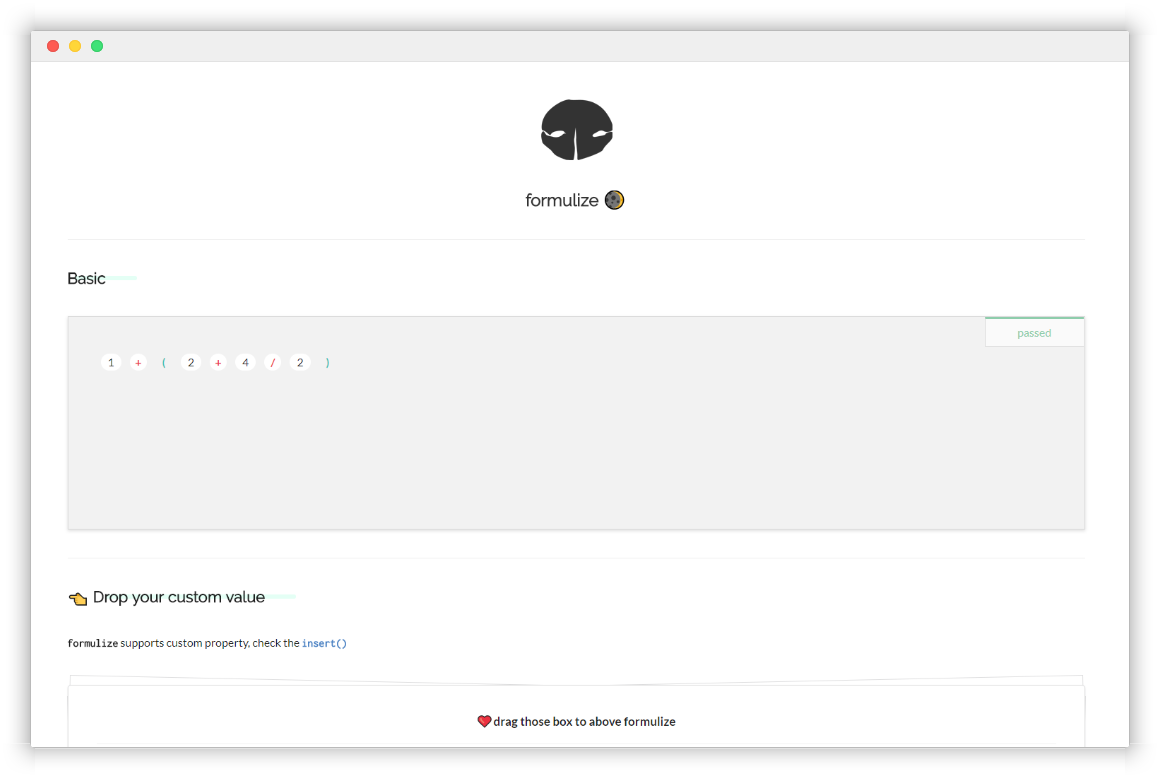 formulize
Basic
passed
1 + ( 2 + 4 / 2 )
Drop your custom value
formulize supports custom property, check the insert()
drag those box to above formulize